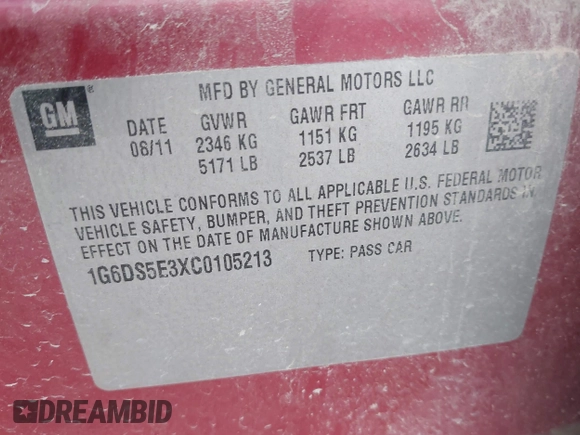 MFD BY GENERAL MOTORS LLC
GM
DATE GVWR GAWR FRT GAWR RR
08/11 2346 KG 1151 KG 1195 KG
5171 LB 2537 LB 2634 LB
THIS VEHICLE CONFORMS TO ALL APPLICABLE U.S. FEDERAL MOTOR
VEHICLE SAFETY, BUMPER, AND THEFT PREVENTION STANDARDS IN
EFFECT ON THE DATE OF MANUFACTURE SHOWN ABOVE.
1G6DS5E3XC0105213 TYPE: PASS CAR
DREAMBID